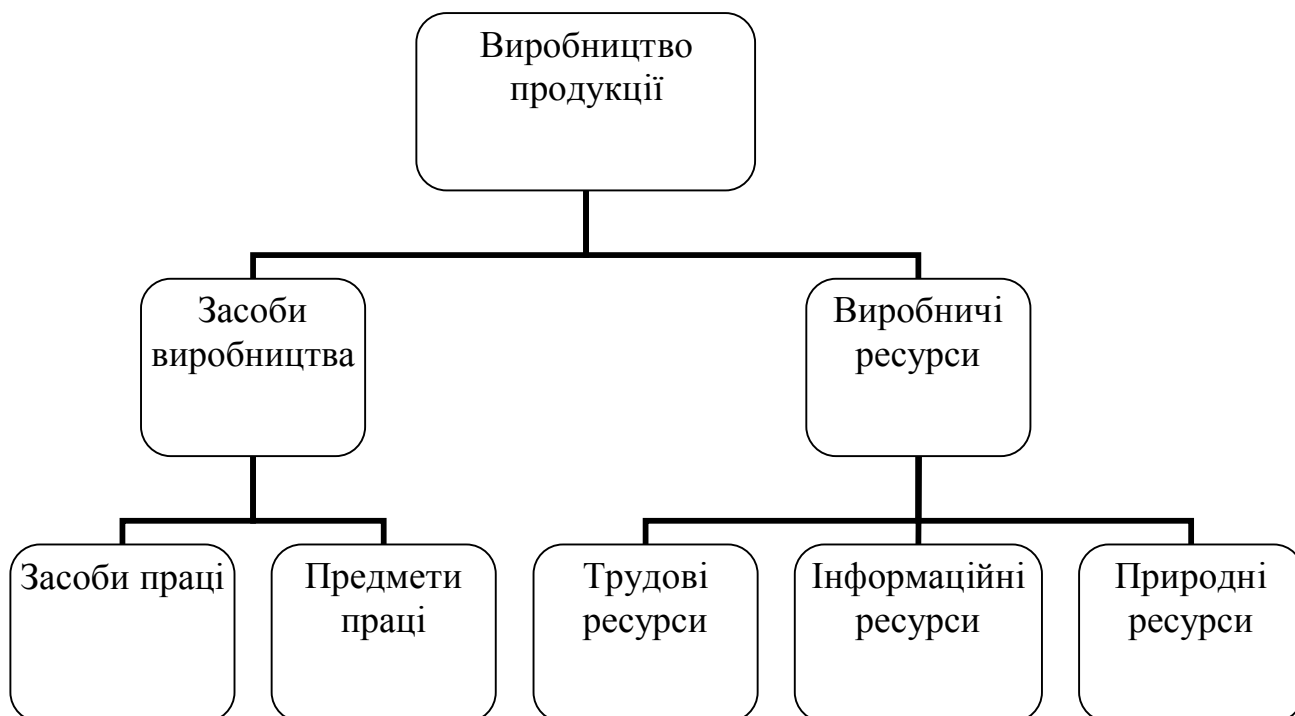 Виробництво
продукції
Засоби
виробництва
Виробничі
ресурси
Засоби праці
Предмети
праці
Трудові
ресурси
Інформаційні
ресурси
Природні
ресурси